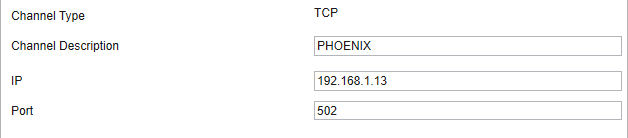 Channel Type TCP
Channel Description PHOENIX
IP 192.168.1.13
Port 502